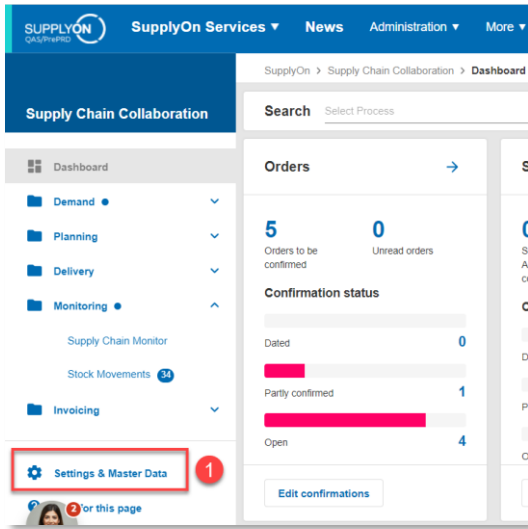 SUPPLYON
QAS/PrePRD
SupplyOn Services ▼ News Administration ▼ More ▼
SupplyOn > Supply Chain Collaboration > Dashboard
Supply Chain Collaboration
Search Select Process
Dashboard
Demand
Planning
Delivery
Monitoring
Supply Chain Monitor
Stock Movements 34
Invoicing
Settings & Master Data
1
2
or this page
Orders
5 0
Orders to be confirmed
Unread orders
Confirmation status
Dated 0
Partly confirmed 1
Open 4
Edit confirmations